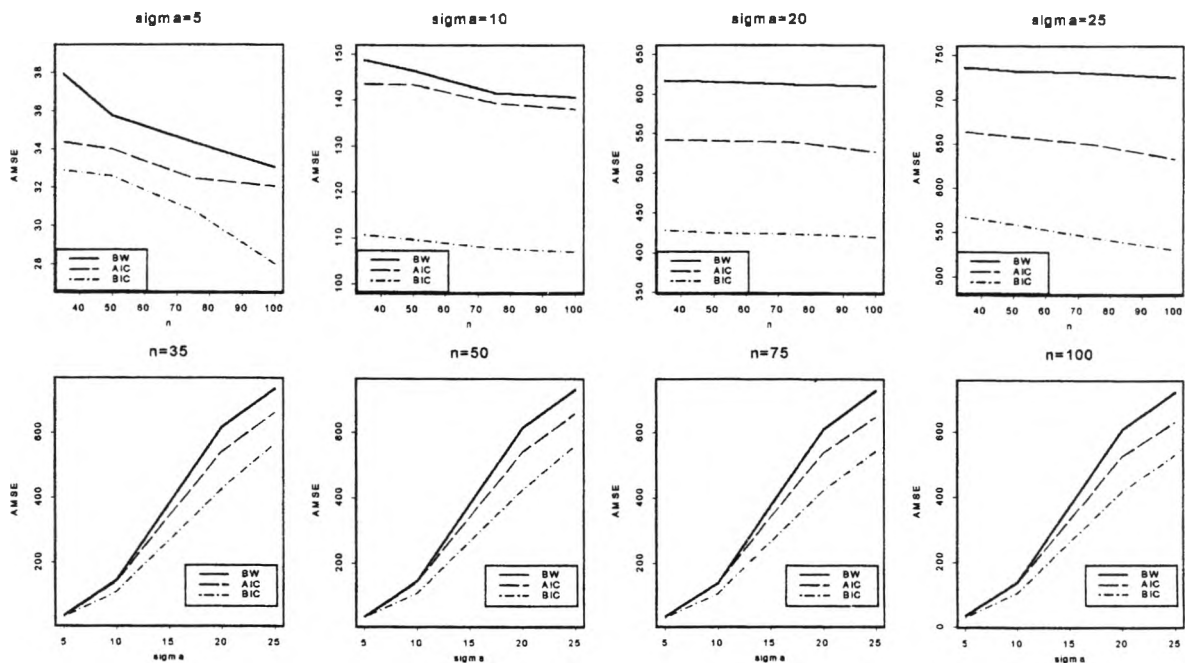 sigma=5
sigma=10
sigma=20
sigma=25
AMSE
28 30 32 34 36 38
BW
AIC
BIC
40 50 60 70 80 90 100
n
AMSE
100 110 120 130 140 150
BW
AIC
BIC
40 50 60 70 80 90 100
n
AMSE
350 400 450 500 550 600 650
BW
AIC
BIC
40 50 60 70 80 90 100
n
AMSE
500 550 600 650 700 750
BW
AIC
BIC
40 50 60 70 80 90 100
n
n=35
n=50
n=75
n=100
AMSE
200 400 600
BW
AIC
BIC
5 10 15 20 25
sigma
AMSE
200 400 600
BW
AIC
BIC
5 10 15 20 25
sigma
AMSE
200 400 600
BW
AIC
BIC
5 10 15 20 25
sigma
AMSE
0 200 400 600
BW
AIC
BIC
5 10 15 20 25
sigma